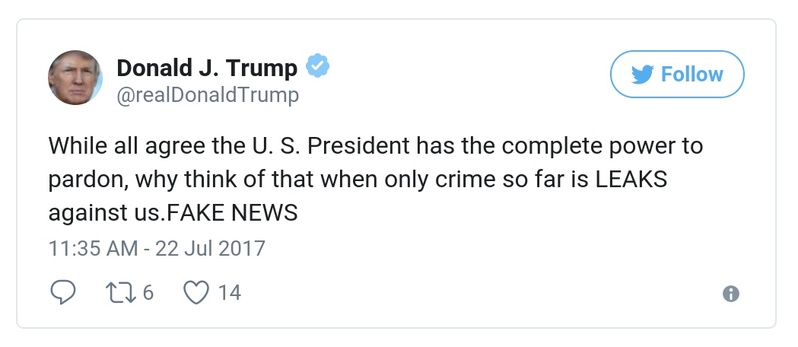 Donald J. Trump
@realDonaldTrump
Follow
While all agree the U. S. President has the complete power to
pardon, why think of that when only crime so far is LEAKS
against us.FAKE NEWS
11:35 AM - 22 Jul 2017
6 14